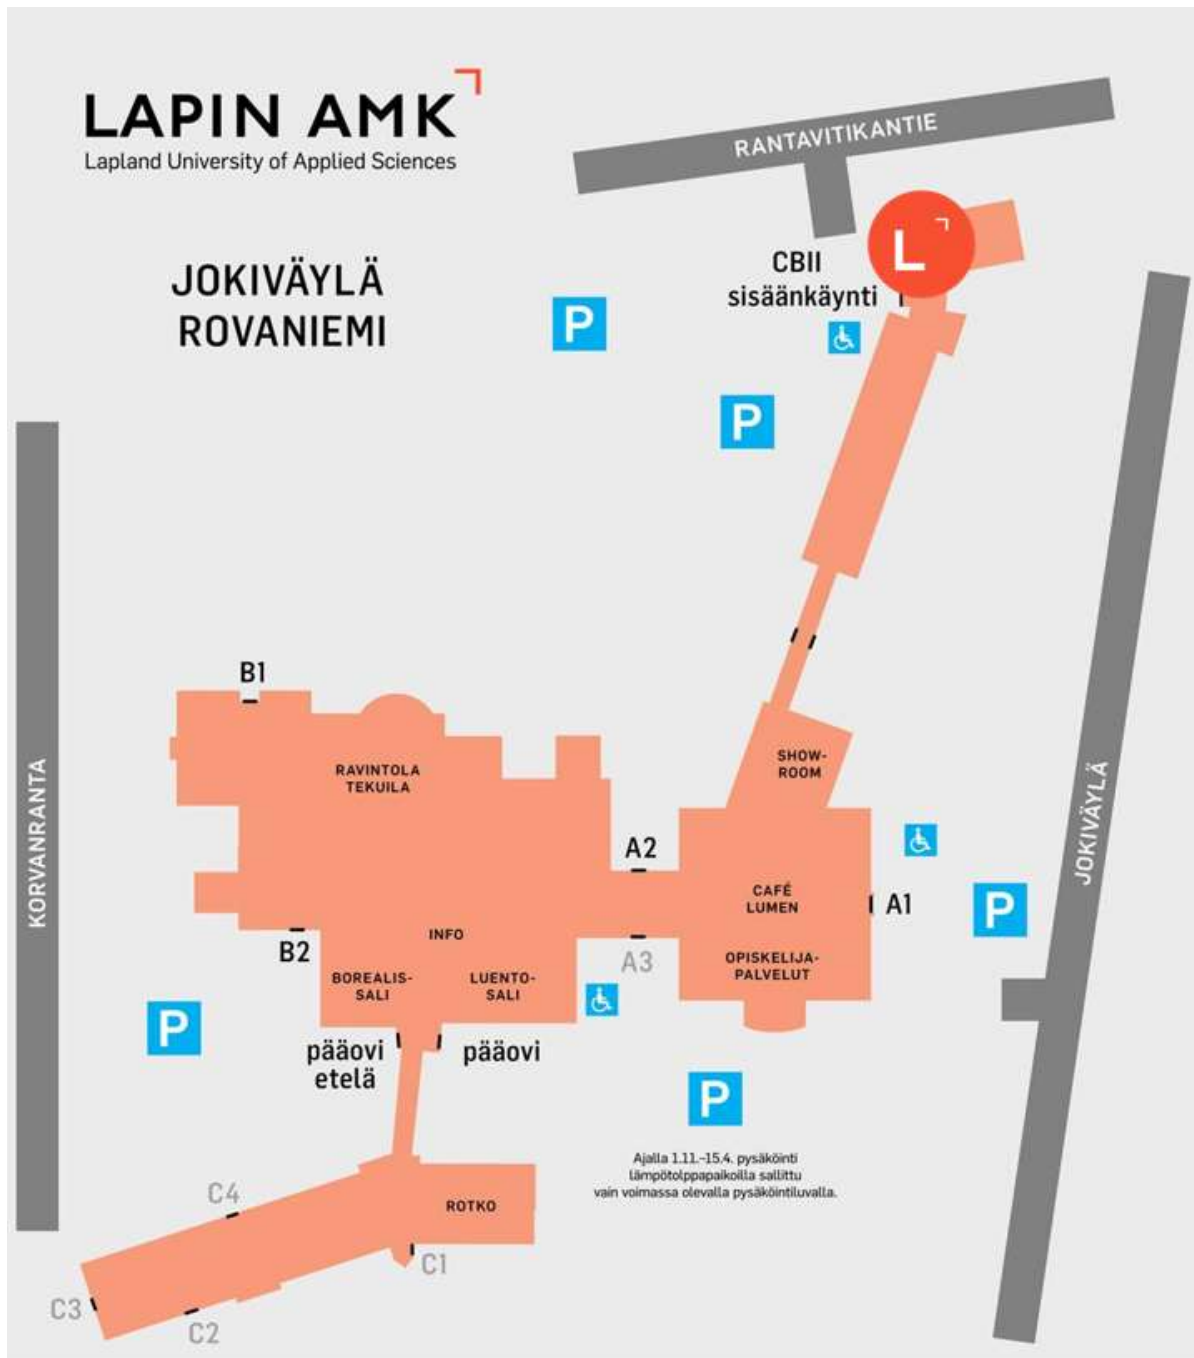 LAPIN AMK
Lapland University of Applied Sciences
JOKIVÄYLÄ
ROVANIEMI
RANTAVITIKANTIE
L
CBII
sisäänkäynti
P
P
KORVANRANTA
JOKIVÄYLÄ
B1
RAVINTOLA
TEKUILA
SHOW-
ROOM
A2
CAFÉ
LUMEN
A1
P
B2
INFO
A3
OPISKELIJA-
PALVELUT
BOREALIS-
SALI
LUENTO-
SALI
P
pääovi
etelä
pääovi
P
Ajalla 1.11.-15.4. pysäköinti
lämpötolppapaikoilla sallittu
vain voimassa olevalla pysäköintiluvalla.
C4
ROTKO
C1
C3
C2